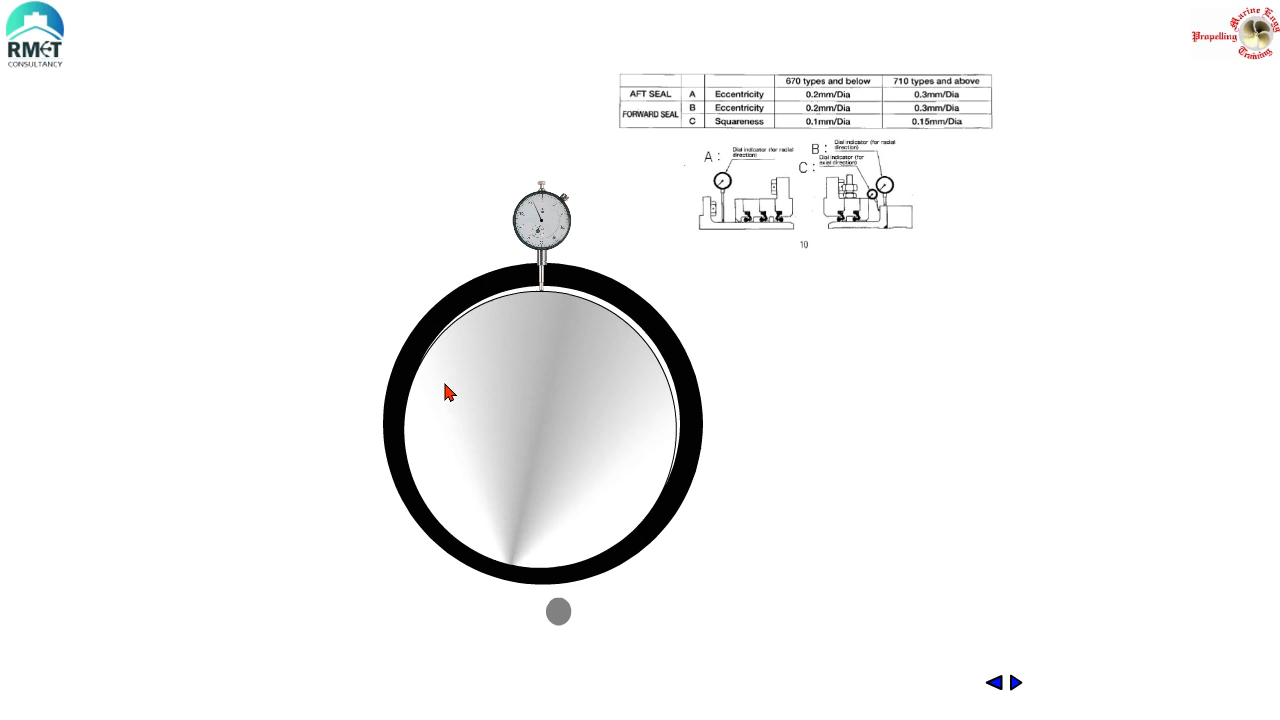 RMET
CONSULTANCY
Propelling
Marine Engg
Training
670 types and below 710 types and above
AFT SEAL A Eccentricity 0.2mm/Dia 0.3mm/Dia
FORWARD SEAL B Eccentricity 0.2mm/Dia 0.3mm/Dia
C Squareness 0.1mm/Dia 0.15mm/Dia
A : Dial indicator (for radial
direction)
B : Dial indicator (for radial
direction)
C : Dial indicator (for
axial direction)
10